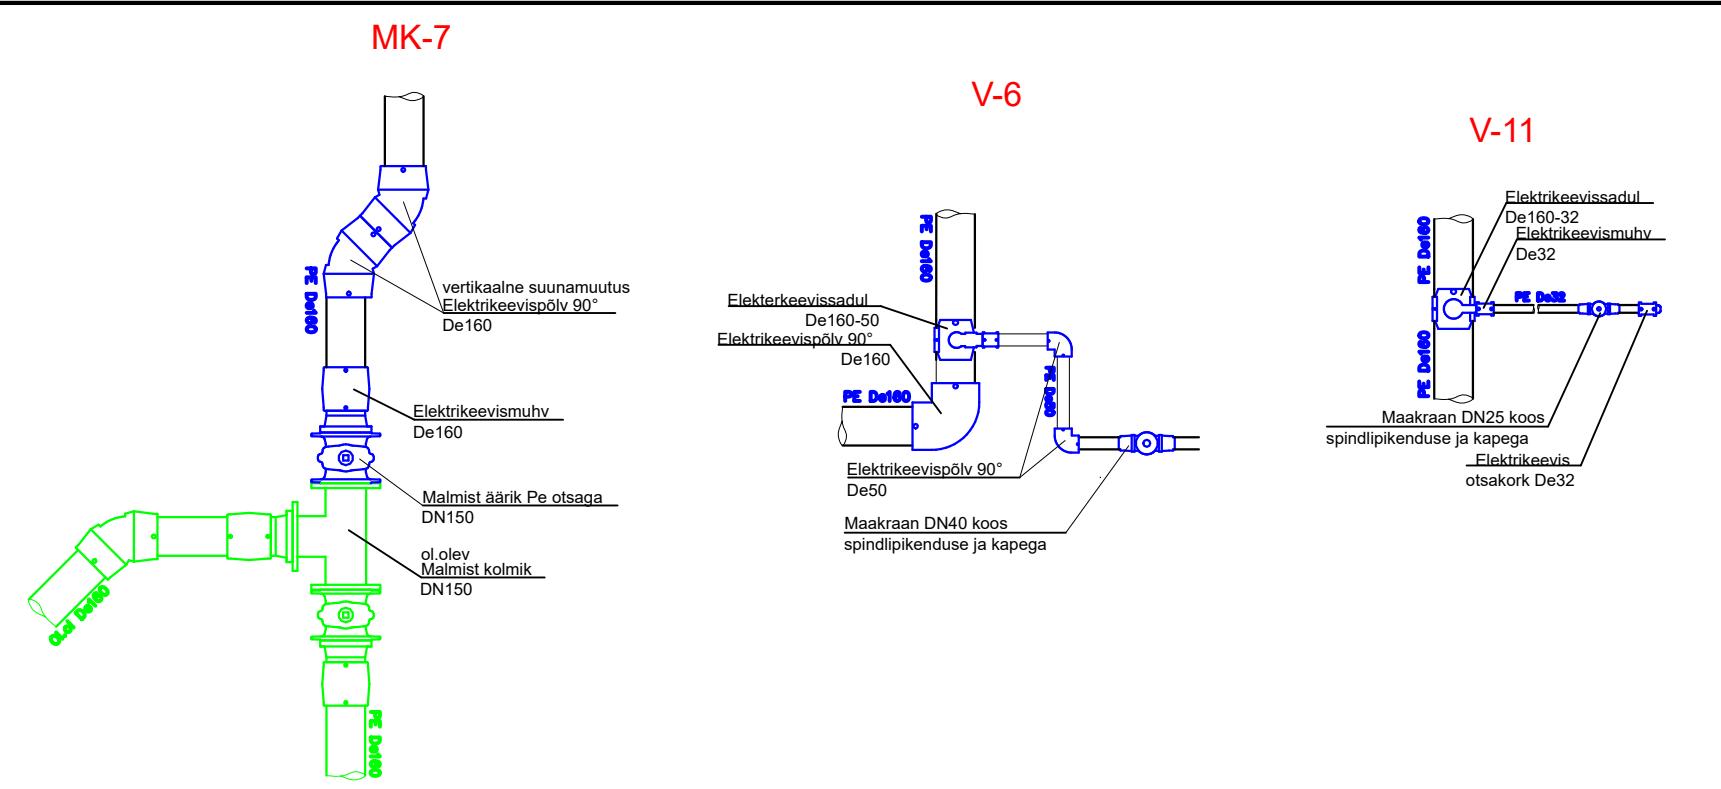 MK-7
PE De160
vertikaalne suunamuutus
Elektrikeevispõlv 90°
De160
Elektrikeevismuhv
De160
Malmist äärik Pe otsaga
DN150
ol.olev
Malmist kolmik
DN150
Ol.ol De160
PE De160
V-6
PE De160
Elekterkeevissadul
De160-50
Elektrikeevispõlv 90°
De160
PE De160
PE De50
Elektrikeevispõlv 90°
De50
Maakraan DN40 koos
spindlipikenduse ja kapega
V-11
Elektrikeevissadul
De160-32
Elektrikeevismuhv
De32
PE De160
PE De32
PE De160
Maakraan DN25 koos
spindlipikenduse ja kapega
Elektrikeevis
otsakork De32